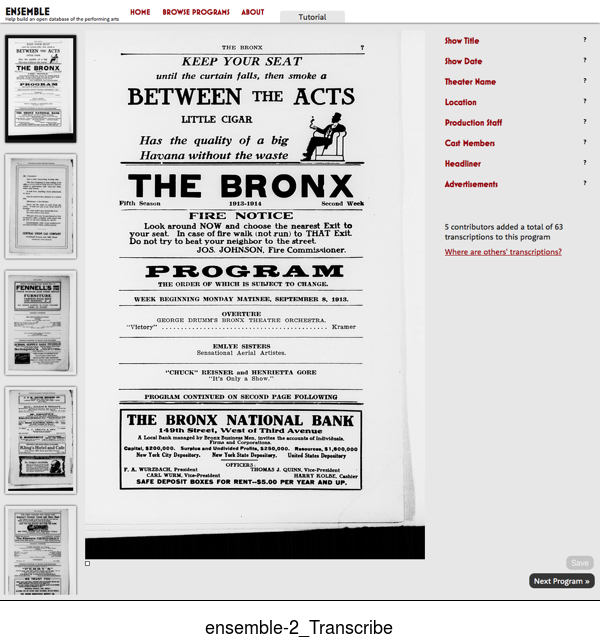 ENSEMBLE
Help build an open database of the performing arts
HOME BROWSE PROGRAMS ABOUT
Tutorial
THE BRONX 7
KEEP YOUR SEAT
until the curtain falls, then smoke a
BETWEEN THE ACTS
LITTLE CIGAR
Has the quality of a big
Havana without the waste
THE BRONX
Fifth Season 1913-1914 Second Week
FIRE NOTICE
Look around NOW and choose the nearest Exit to
your seat. In case of fire walk (not run) to THAT Exit.
Do not try to beat your neighbor to the street.
JOS. JOHNSON, Fire Commissioner.
PROGRAM
THE ORDER OF WHICH IS SUBJECT TO CHANGE.
WEEK BEGINNING MONDAY MATINEE, SEPTEMBER 8, 1913.
OVERTURE
GEORGE DRUMM'S BRONX THEATRE ORCHESTRA.
"Victory" ........................................ Kramer
EMLYE SISTERS
Sensational Aerial Artistes.
"CHUCK" REISNER and HENRIETTA GORE
"It's Only a Show."
PROGRAM CONTINUED ON SECOND PAGE FOLLOWING
THE BRONX NATIONAL BANK
149th Street, West of Third Avenue
A Local Bank managed by Bronx Business Men, invites the accounts of Individuals,
Firms and Corporations.
Capital, $200,000. Surplus and Undivided Profits, $250,000. Resources, $1,600,000
New York City Depository. New York State Depository. United States Depository
OFFICERS
F. A. WURZBACH, President THOMAS J. QUINN, Vice-President
CARL WURM, Vice-President HARRY KOLBE, Cashier
SAFE DEPOSIT BOXES FOR RENT--$5.00 PER YEAR AND UP.
Show Title ?
Show Date ?
Theater Name ?
Location ?
Production Staff ?
Cast Members ?
Headliner ?
Advertisements ?
5 contributors added a total of 63
transcriptions to this program
Where are others' transcriptions?
Save
Next Program »
ensemble-2_Transcribe